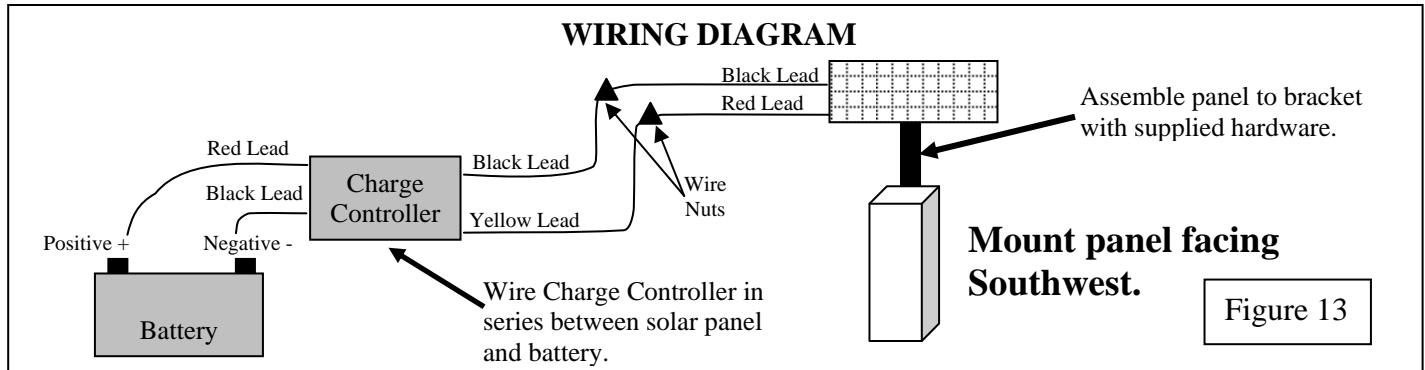 WIRING DIAGRAM
Black Lead
Red Lead
Assemble panel to bracket
with supplied hardware.
Red Lead
Black Lead
Charge
Controller
Black Lead
Yellow Lead
Wire
Nuts
Positive +
Negative -
Battery
Wire Charge Controller in
series between solar panel
and battery.
Mount panel facing
Southwest.
Figure 13